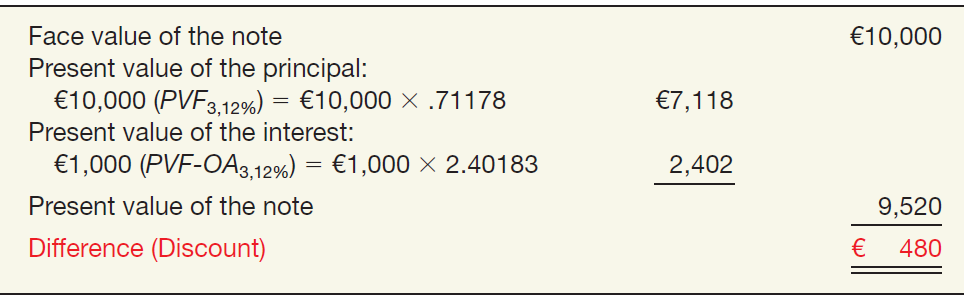 Face value of the note €10,000
Present value of the principal:
€10,000 (PVF3,12%) = €10,000 × .71178 €7,118
Present value of the interest:
€1,000 (PVF-OA3,12%) = €1,000 × 2.40183 2,402
Present value of the note 9,520
Difference (Discount) € 480